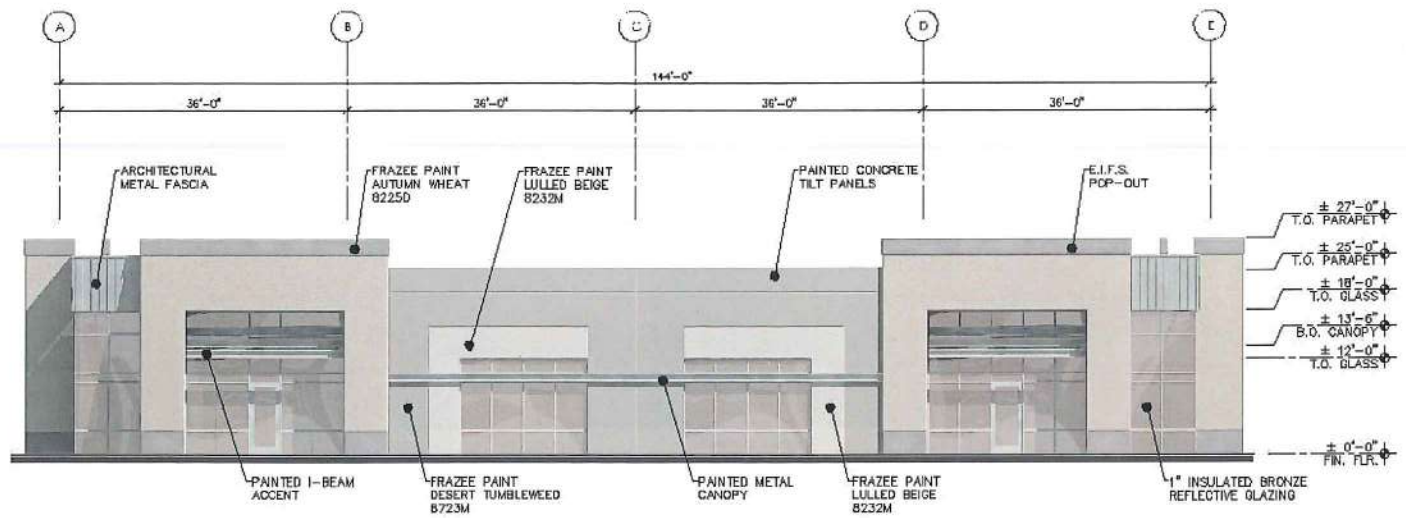 A B C D E
144'-0"
36'-0" 36'-0" 36'-0" 36'-0"
ARCHITECTURAL
METAL FASCIA
FRAZEE PAINT
AUTUMN WHEAT
8225D
FRAZEE PAINT
LULLED BEIGE
8232M
PAINTED CONCRETE
TILT PANELS
E.I.F.S.
POP-OUT
± 27'-0"
T.O. PARAPET
± 25'-0"
T.O. PARAPET
± 18'-0"
T.O. GLASS
± 13'-6"
B.O. CANOPY
± 12'-0"
T.O. GLASS
± 0'-0"
FIN. FLR.
PAINTED I-BEAM
ACCENT
FRAZEE PAINT
DESERT TUMBLEWEED
8723M
PAINTED METAL
CANOPY
FRAZEE PAINT
LULLED BEIGE
8232M
1" INSULATED BRONZE
REFLECTIVE GLAZING